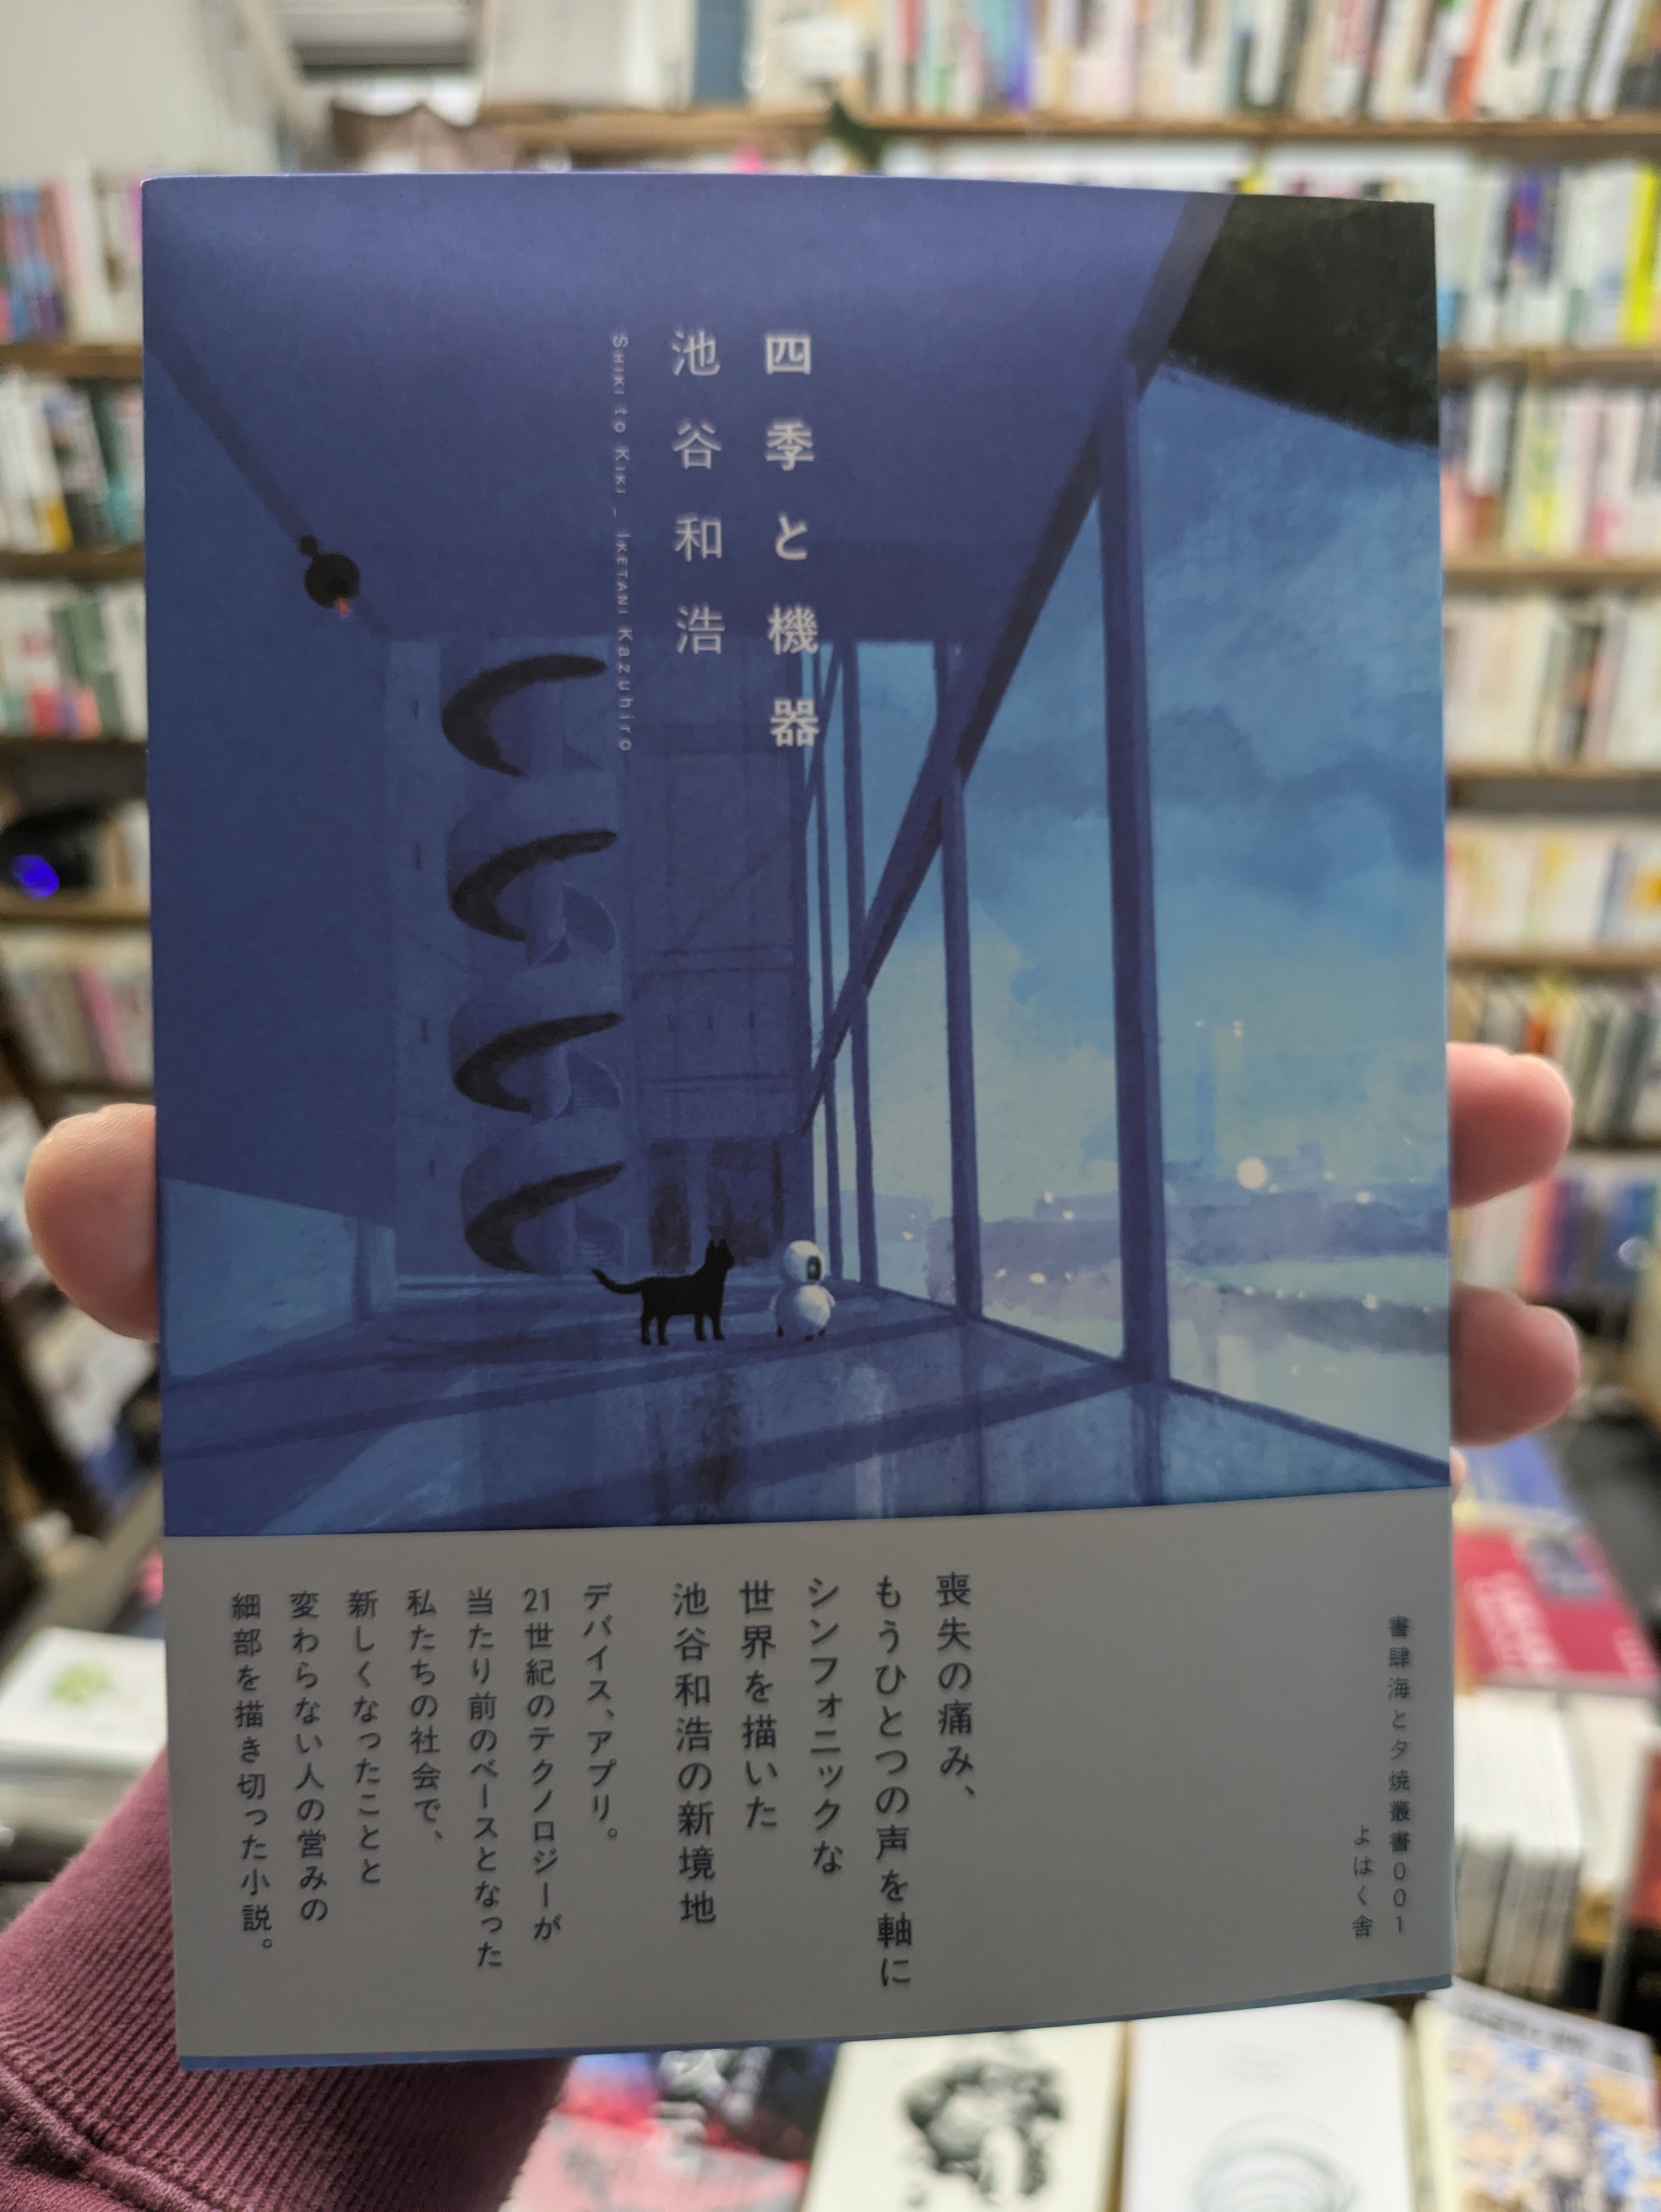 四季と機器
池谷和浩
Shiki to Kiki _ Iketani Kazuhiro
書肆海と夕焼叢書001
よはく舎
喪失の痛み、
もうひとつの声を軸に
シンフォニックな
世界を描いた
池谷和浩の新境地
デバイス、アプリ。
21世紀のテクノロジーが
当たり前のベースとなった
私たちの社会で、
新しくなったことと
変わらない人の営みの
細部を描き切った小説。